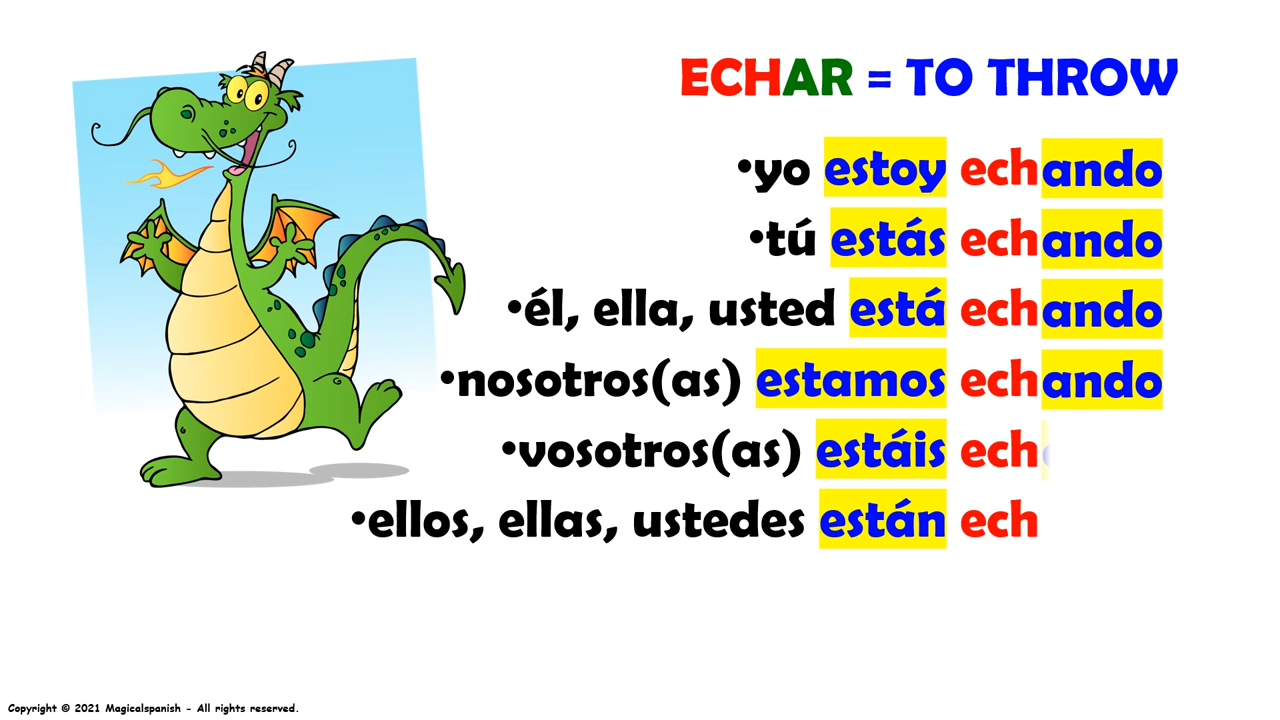 ECHAR = TO THROW
•yo estoy echando
•tú estás echando
•él, ella, usted está echando
•nosotros(as) estamos echando
•vosotros(as) estáis ech
•ellos, ellas, ustedes están ech
Copyright © 2021 Magicalspanish - All rights reserved.